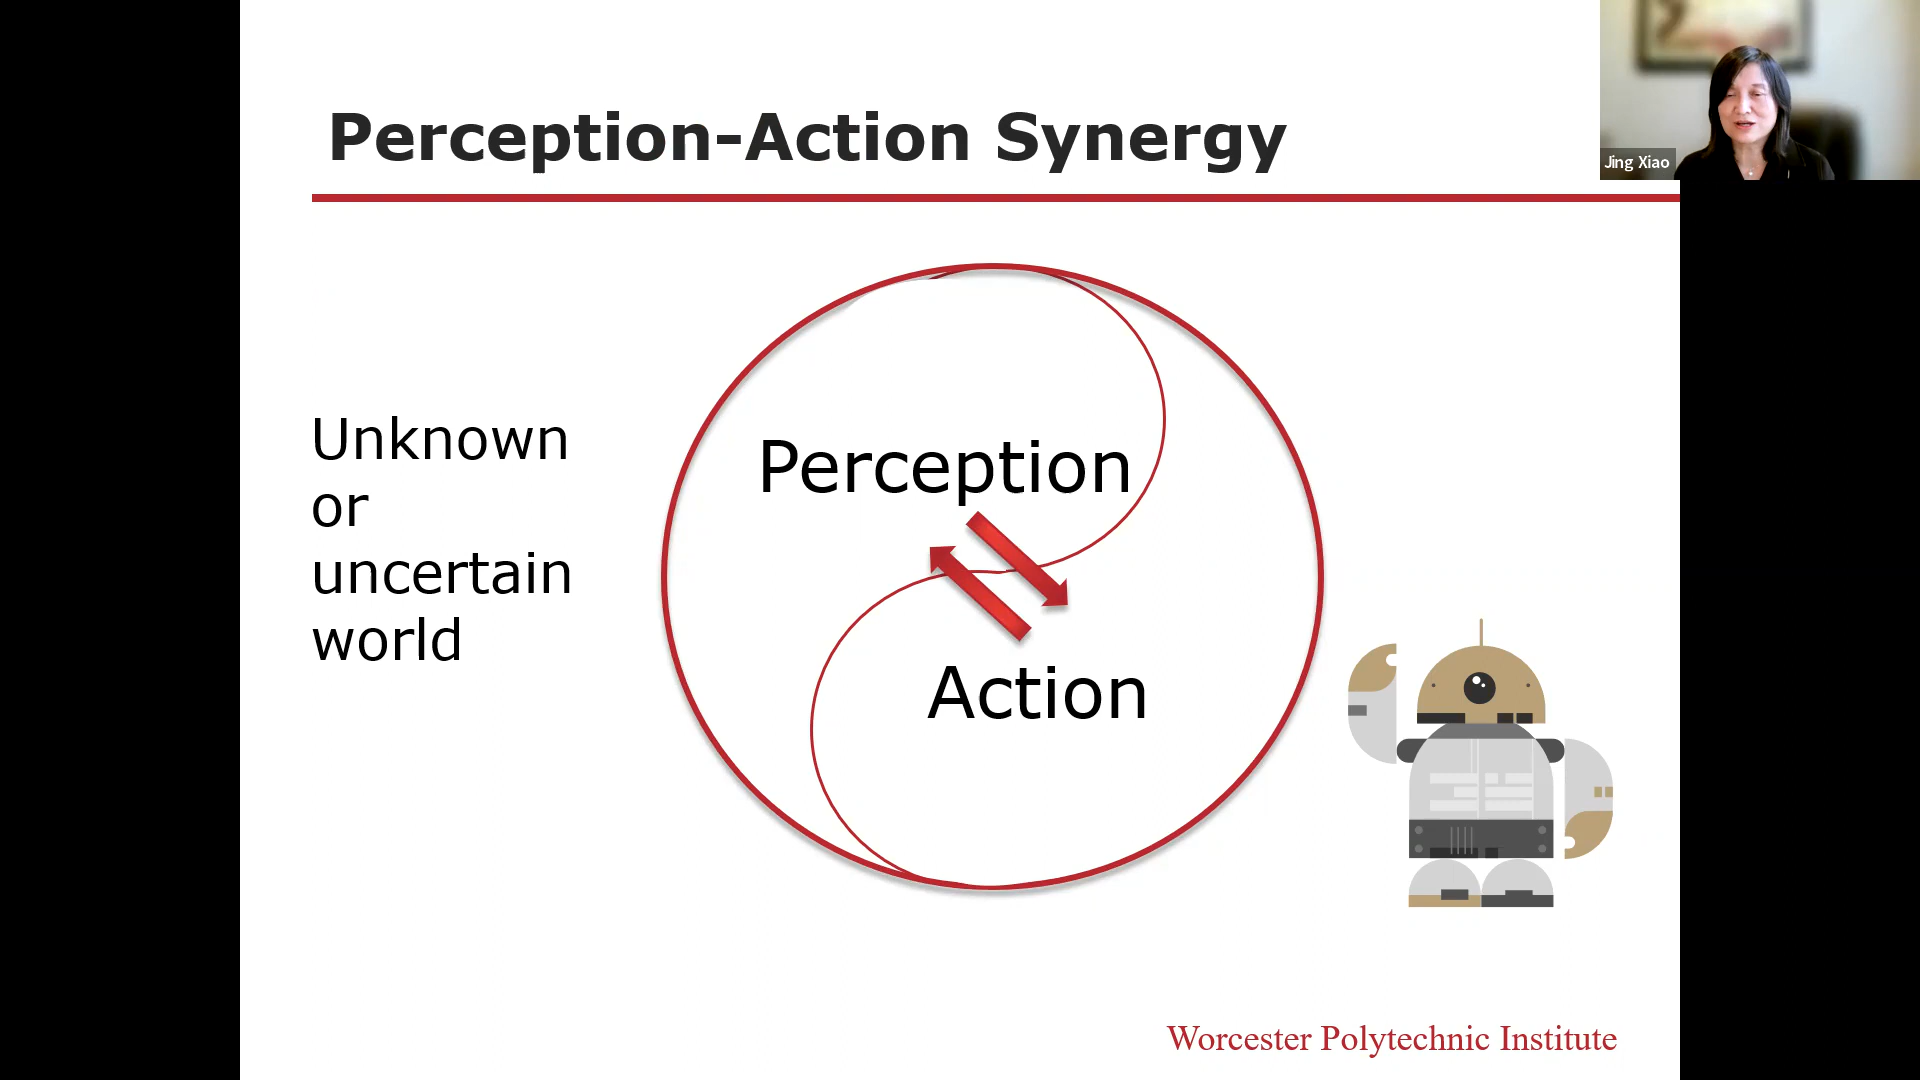 Perception-Action Synergy
Jing Xiao
Unknown
or
uncertain
world
Perception
Action
Worcester Polytechnic Institute